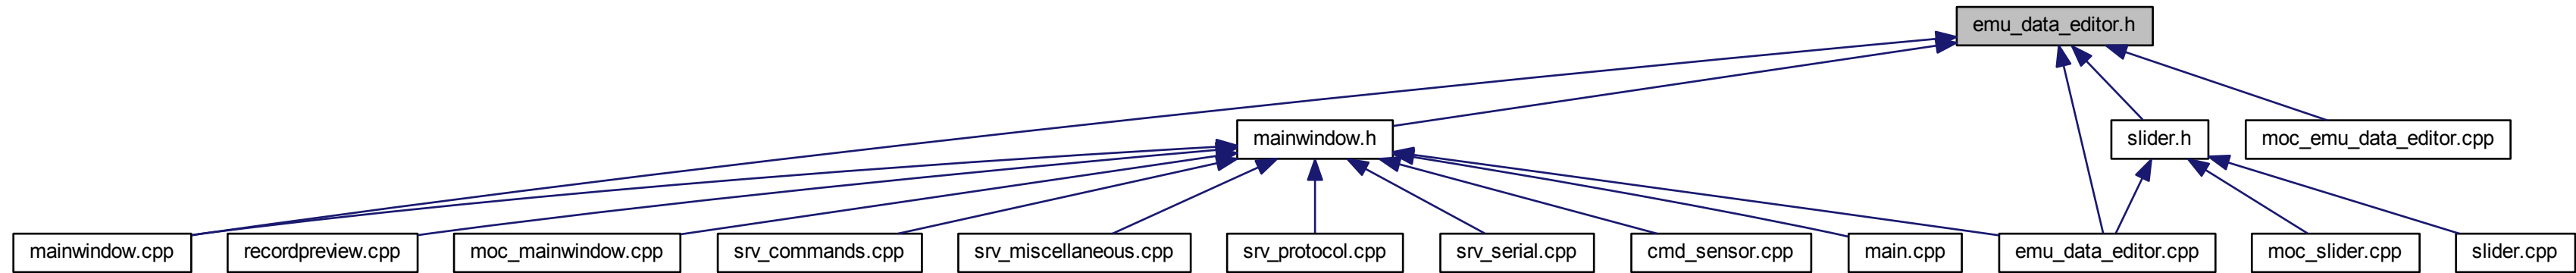 emu_data_editor.h
mainwindow.h
slider.h
moc_emu_data_editor.cpp
mainwindow.cpp
recordpreview.cpp
moc_mainwindow.cpp
srv_commands.cpp
srv_miscellaneous.cpp
srv_protocol.cpp
srv_serial.cpp
cmd_sensor.cpp
main.cpp
emu_data_editor.cpp
moc_slider.cpp
slider.cpp